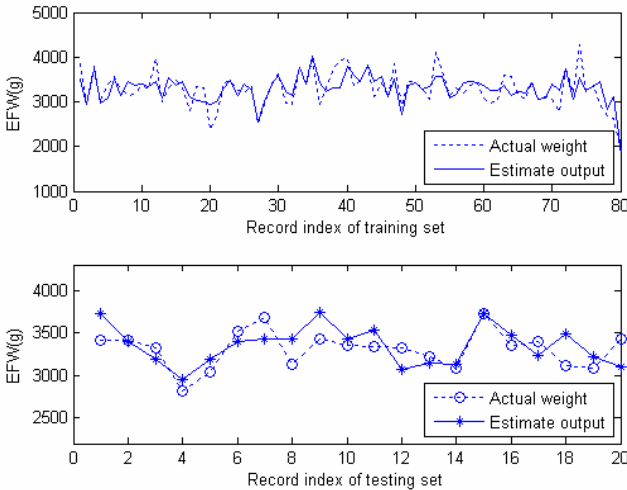 5000
4000
3000
2000
1000
EFW(g)
Actual weight
Estimate output
0 10 20 30 40 50 60 70 80
Record index of training set
4000
3500
3000
2500
EFW(g)
Actual weight
Estimate output
0 2 4 6 8 10 12 14 16 18 20
Record index of testing set